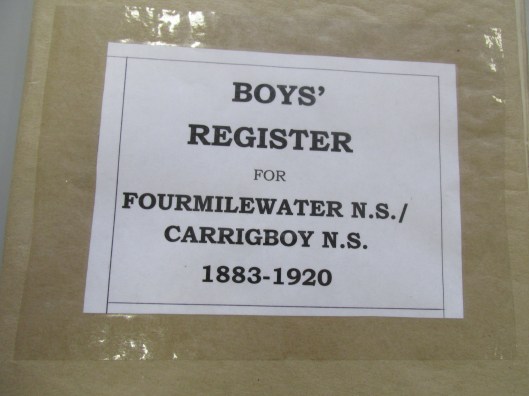 BOYS'
REGISTER
FOR
FOURMILEWATER N.S./
CARRIGBOY N.S.
1883-1920